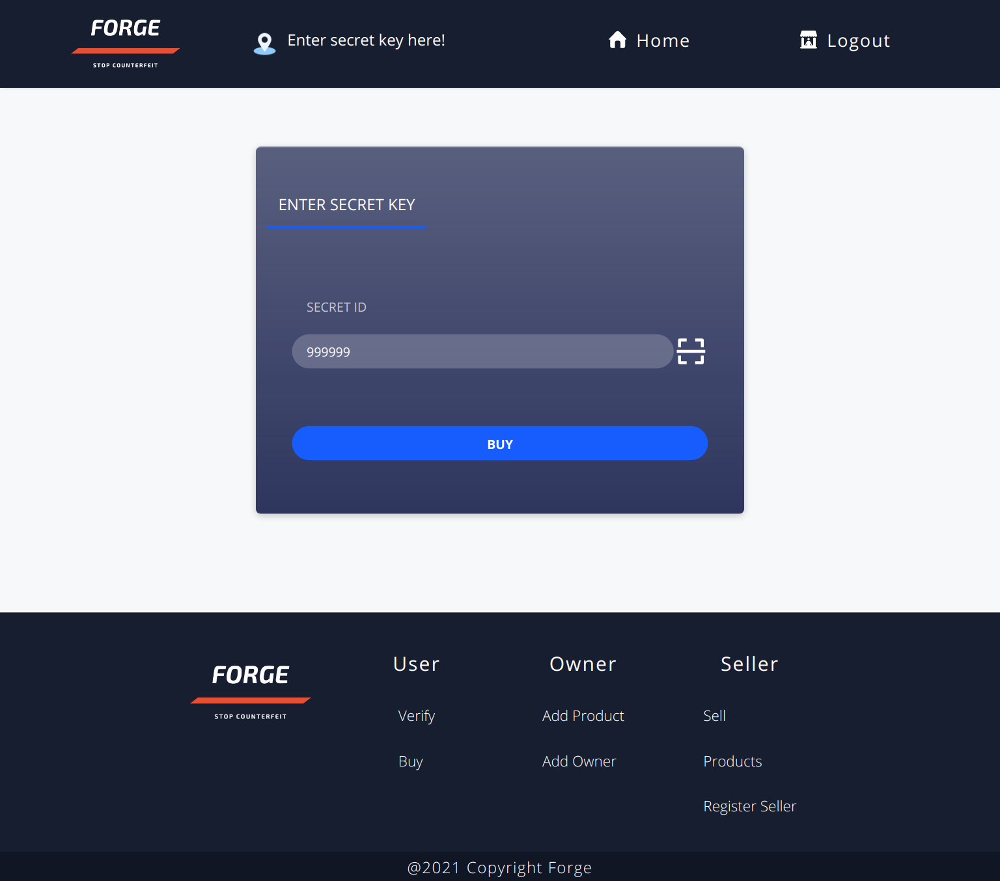 FORGE
STOP COUNTERFEIT
Enter secret key here!
Home
Logout
ENTER SECRET KEY
SECRET ID
999999
BUY
FORGE
STOP COUNTERFEIT
User
Verify
Buy
Owner
Add Product
Add Owner
Seller
Sell
Products
Register Seller
@2021 Copyright Forge